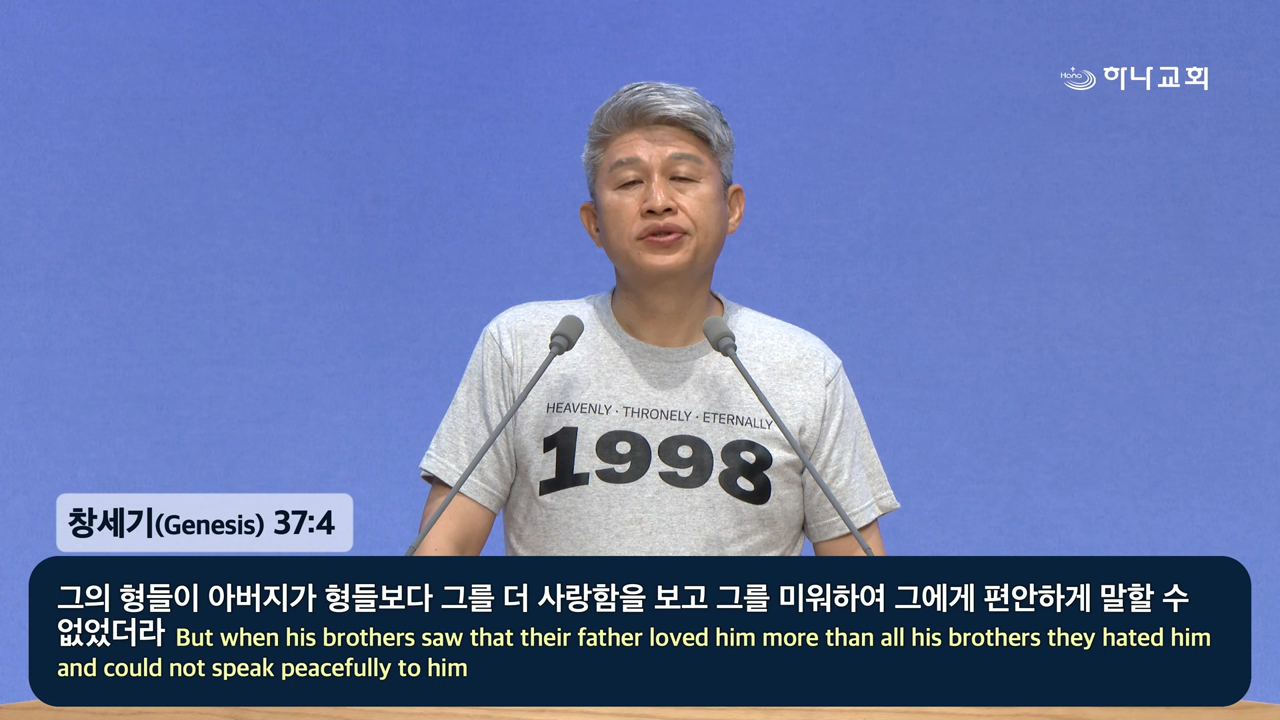 Hana 하나교회
HEAVENLY · THRONELY · ETERNALLY
1998
창세기(Genesis) 37:4
그의 형들이 아버지가 형들보다 그를 더 사랑함을 보고 그를 미워하여 그에게 편안하게 말할 수
없었더라 But when his brothers saw that their father loved him more than all his brothers they hated him
and could not speak peacefully to him